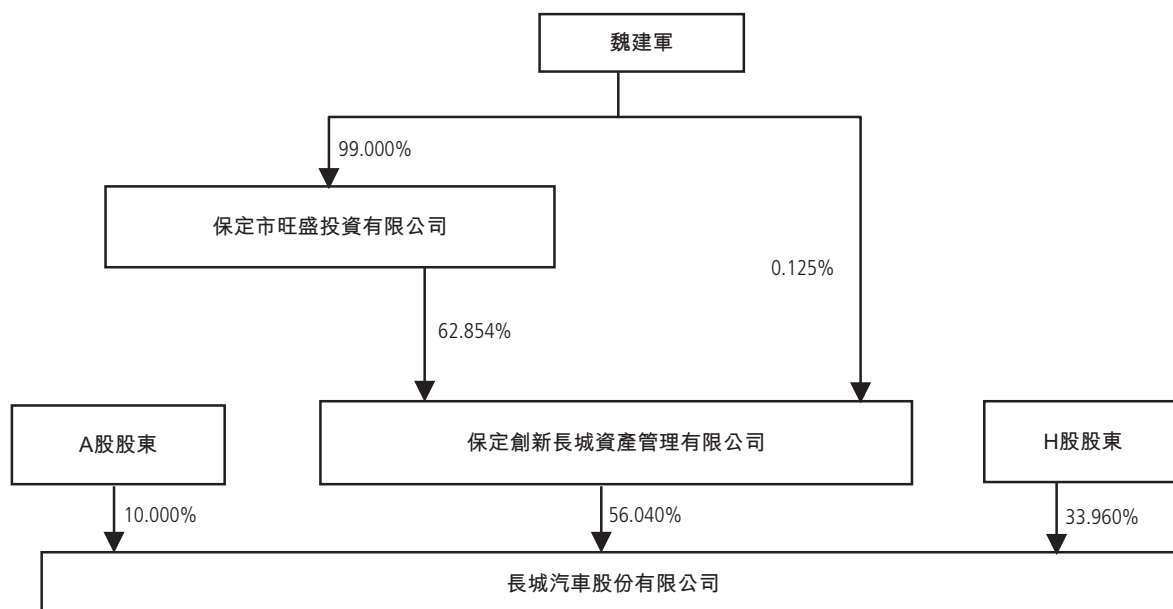 魏建軍
99.000%
保定市旺盛投資有限公司
0.125%
62.854%
A股股東
保定創新長城資產管理有限公司
H股股東
10.000%
56.040%
33.960%
長城汽車股份有限公司